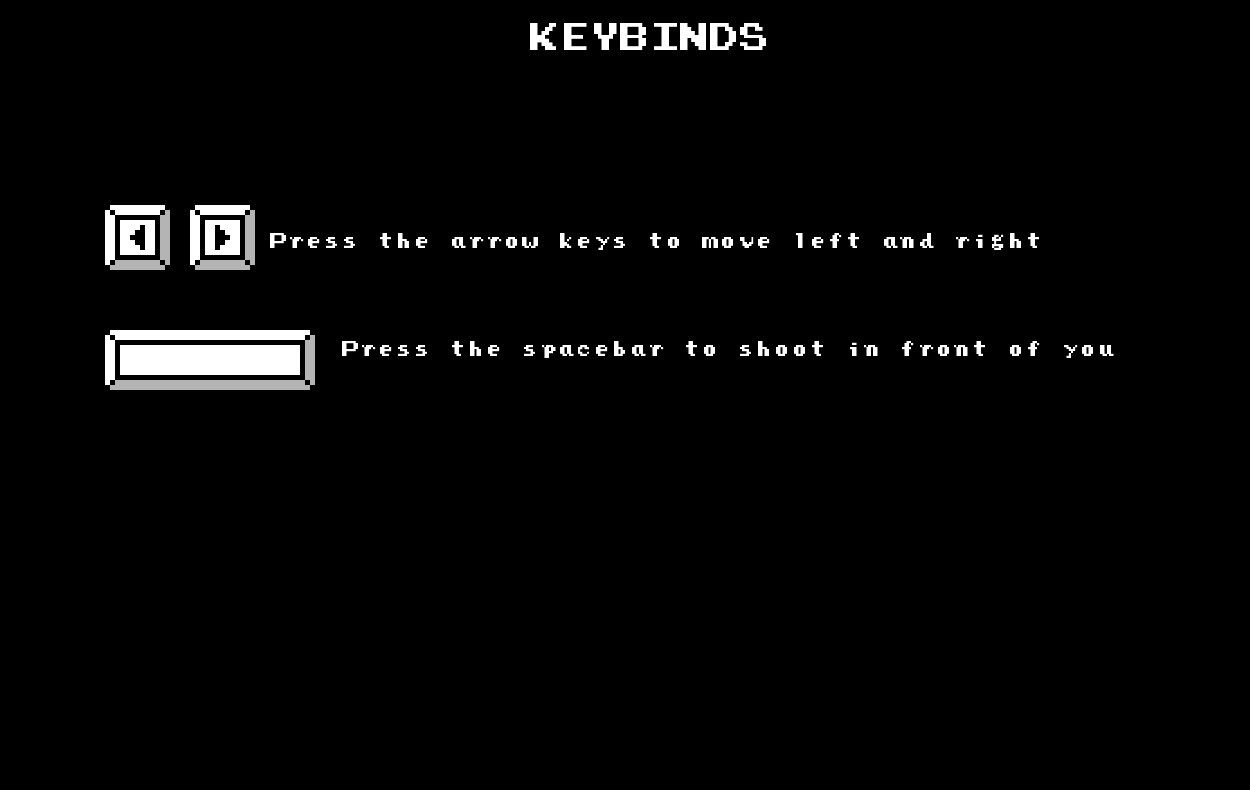 KEYBINDS
Press the arrow keys to move left and right
Press the spacebar to shoot in front of you